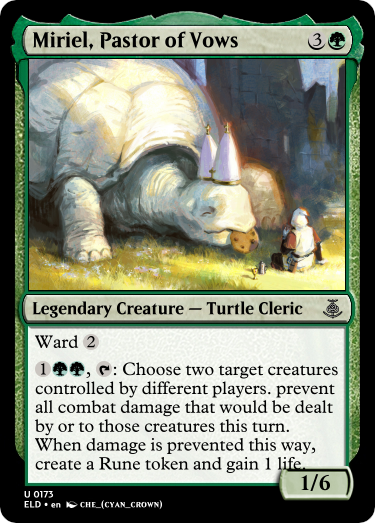 Miriel, Pastor of Vows 3
Legendary Creature — Turtle Cleric
Ward 2
1, : Choose two target creatures
controlled by different players. prevent
all combat damage that would be dealt
by or to those creatures this turn.
When damage is prevented this way,
create a Rune token and gain 1 life.
1/6
U 0173
ELD • en CHE_(CYAN_CROWN)